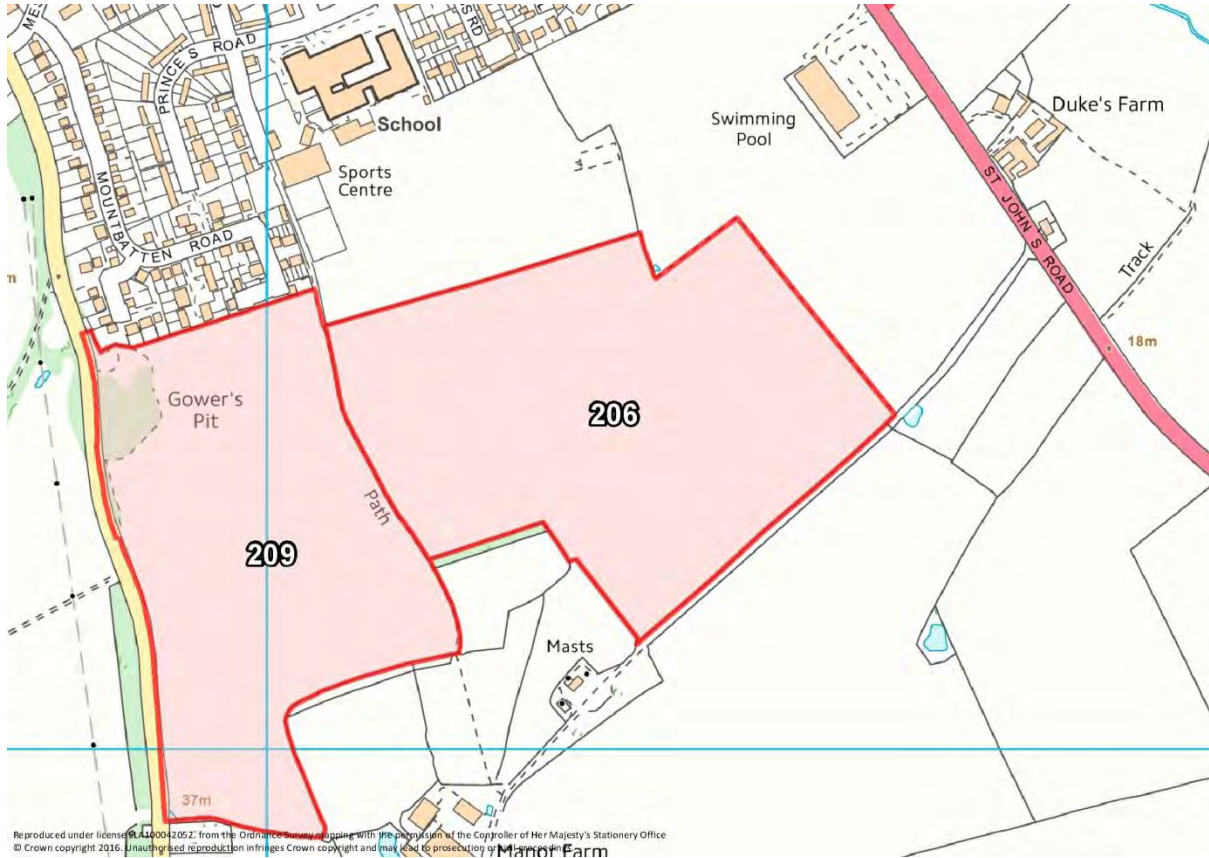 PRINCE S ROAD
S RD
School
Sports
Centre
Swimming
Pool
Duke's Farm
ST JOHN S ROAD
Track
MOUNTBATTEN ROAD
18m
Gower's
Pit
206
Path
209
Masts
37m
Manor Farm
Reproduced under license from the Ordnance Survey mapping with the permission of the Controller of Her Majesty's Stationery Office
© Crown copyright 2016. Unauthorised reproduction infringes Crown copyright and may lead to prosecution or civil proceedings.